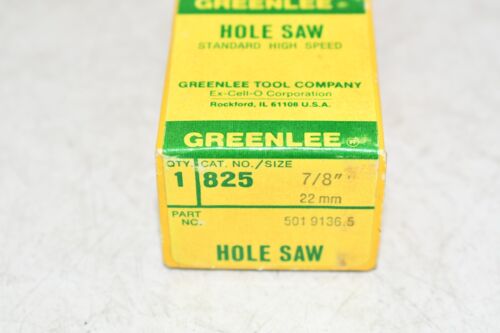 GREENLEE®
HOLE SAW
STANDARD HIGH SPEED
GREENLEE TOOL COMPANY
Ex-Cell-O Corporation
Rockford, IL 61108 U.S.A.
GREENLEE®
QTY. CAT. NO./SIZE
1 825 7/8"
22 mm
PART NO. 501 9136.5
HOLE SAW